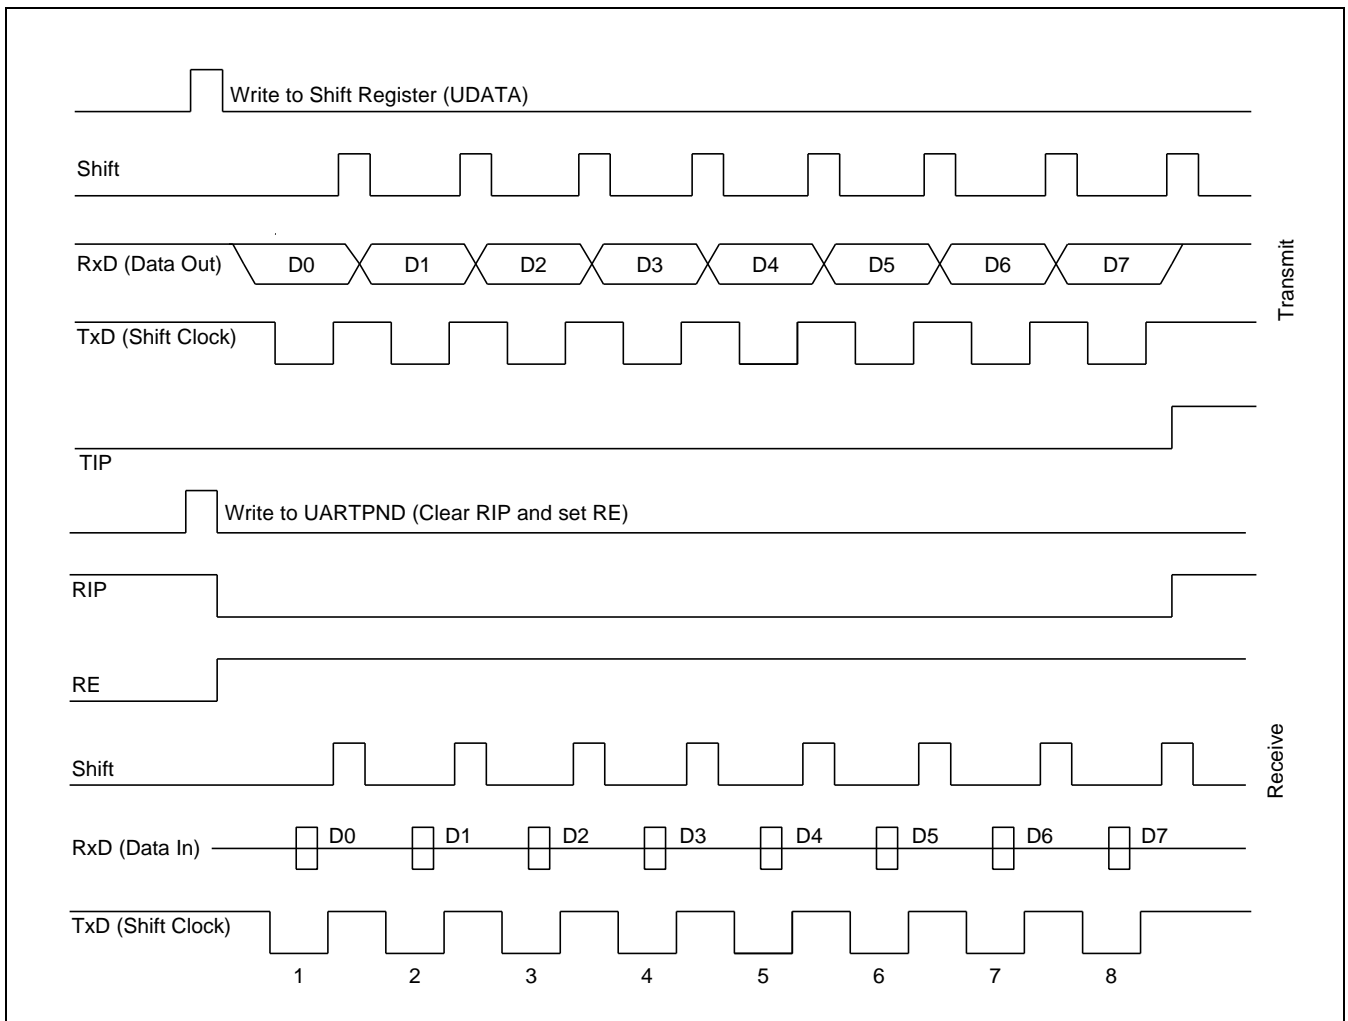 Write to Shift Register (UDATA)
Shift
RxD (Data Out) D0 D1 D2 D3 D4 D5 D6 D7
TxD (Shift Clock)
TIP
Transmit
Write to UARTPND (Clear RIP and set RE)
RIP
RE
Shift
RxD (Data In) D0 D1 D2 D3 D4 D5 D6 D7
TxD (Shift Clock)
1 2 3 4 5 6 7 8
Receive